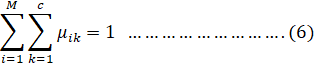 ∑_{i=1}^{M} ∑_{k=1}^{c} μ_{ik} = 1 … … … … … … … … … … . (6)